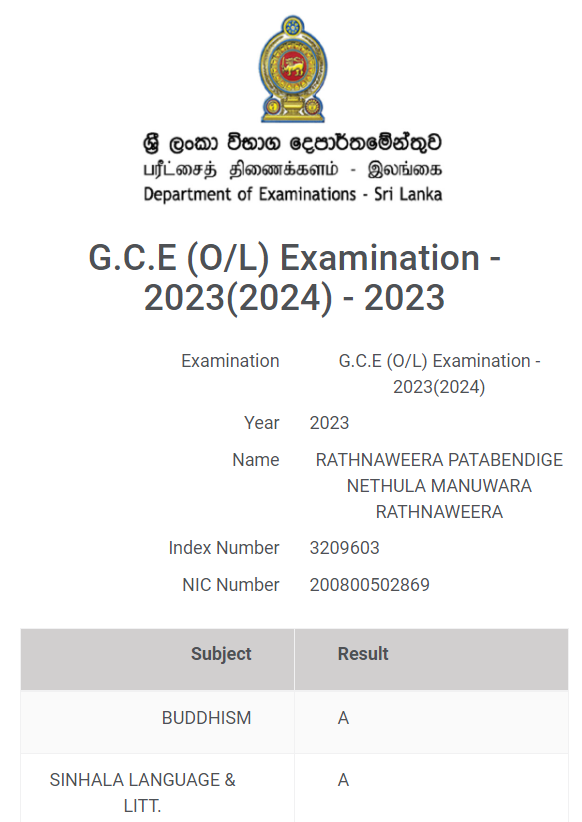 ශ්‍රී ලංකා විභාග දෙපාර්තමේන්තුව
பரீட்சைத் திணைக்களம் - இலங்கை
Department of Examinations - Sri Lanka
G.C.E (O/L) Examination -
2023(2024) - 2023
Examination G.C.E (O/L) Examination -
2023(2024)
Year 2023
Name RATHNAWEERA PATABENDIGE
NETHULA MANUWARA
RATHNAWEERA
Index Number 3209603
NIC Number 200800502869
Subject Result
BUDDHISM A
SINHALA LANGUAGE & A
LITT.